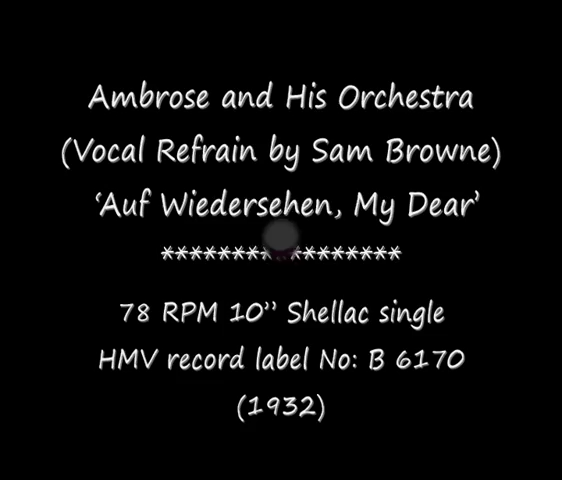 Ambrose and His Orchestra
(Vocal Refrain by Sam Browne)
‘Auf Wiedersehen, My Dear’
*****************
78 RPM 10” Shellac single
HMV record label No: B 6170
(1932)